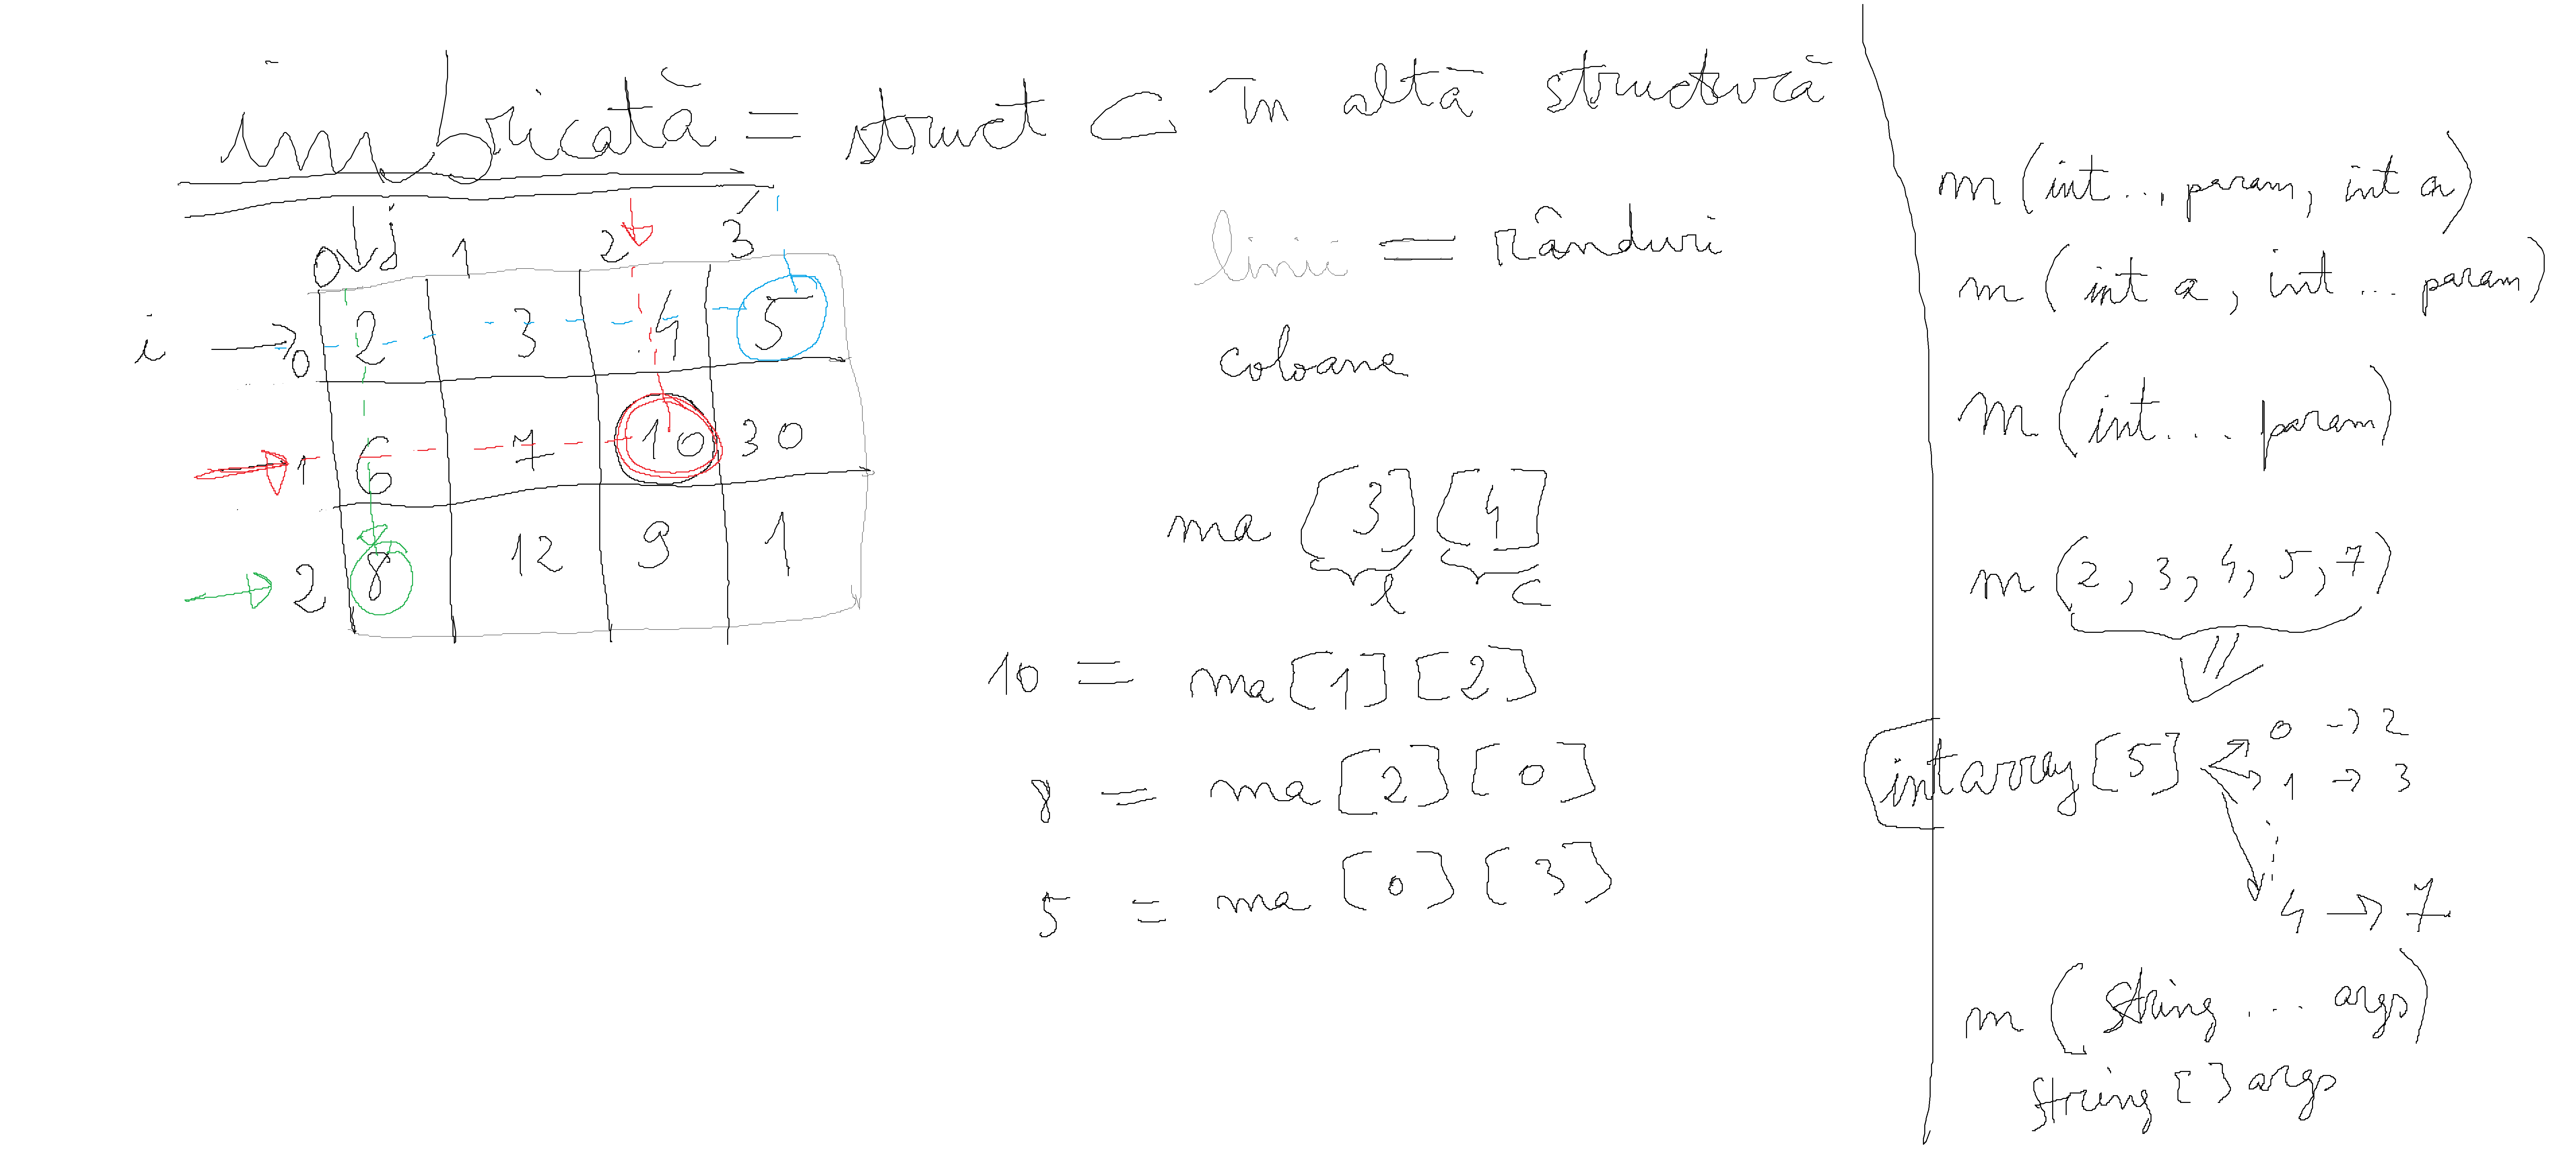 imbricată = struct ⊂ în altă structură
linii = rânduri
coloane
j
0 1 2 3
i → 0 2 3 4 5
1 6 7 10 30
2 8 12 9 1
ma [3] [4]
l c
10 = ma [1] [2]
8 = ma [2] [0]
5 = ma [0] [3]
m (int .., param, int a)
m (int a, int ... param)
m (int ... param)
m (2, 3, 4, 5, 7)
int array [5]
0 → 2
1 → 3
4 → 7
m (string ... args)
string [] args